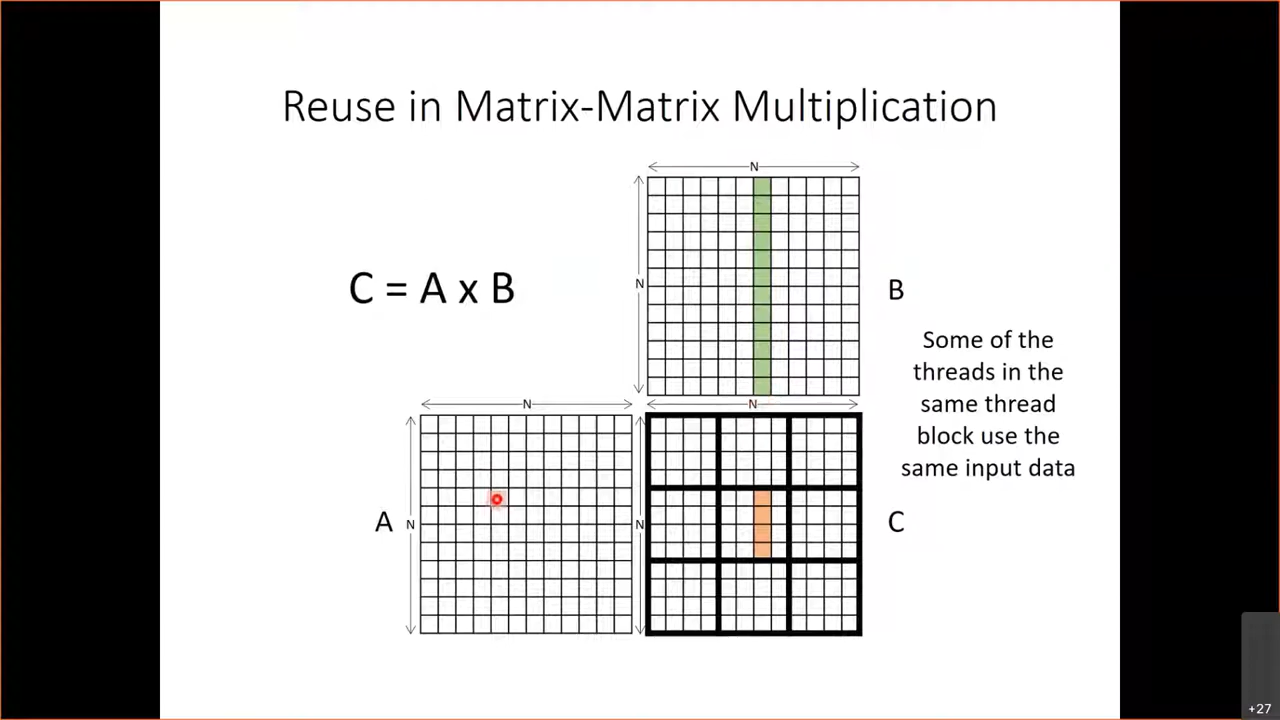 Reuse in Matrix-Matrix Multiplication
N
N
C = A x B
B
Some of the
threads in the
same thread
block use the
same input data
N
N
A
N
N
C
+27